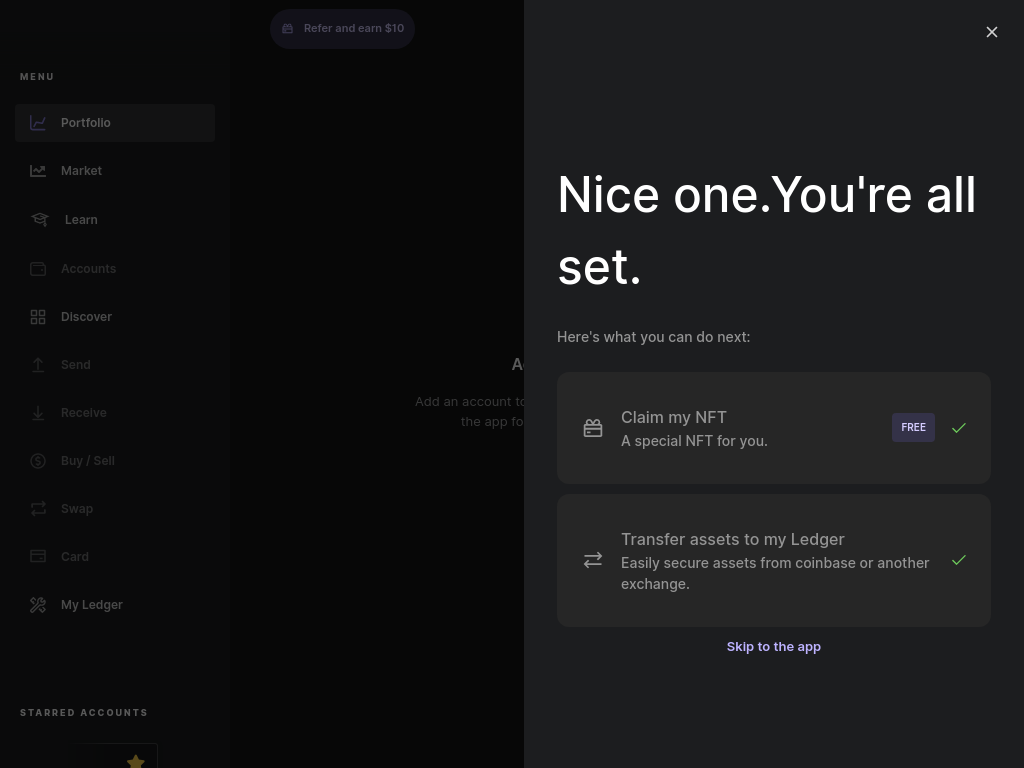 Refer and earn $10
MENU
Portfolio
Market
Learn
Accounts
Discover
Send
Receive
Buy / Sell
Swap
Card
My Ledger
STARRED ACCOUNTS
Add an account to
the app fo
Nice one.You're all
set.
Here's what you can do next:
Claim my NFT
A special NFT for you.
FREE
Transfer assets to my Ledger
Easily secure assets from coinbase or another
exchange.
Skip to the app